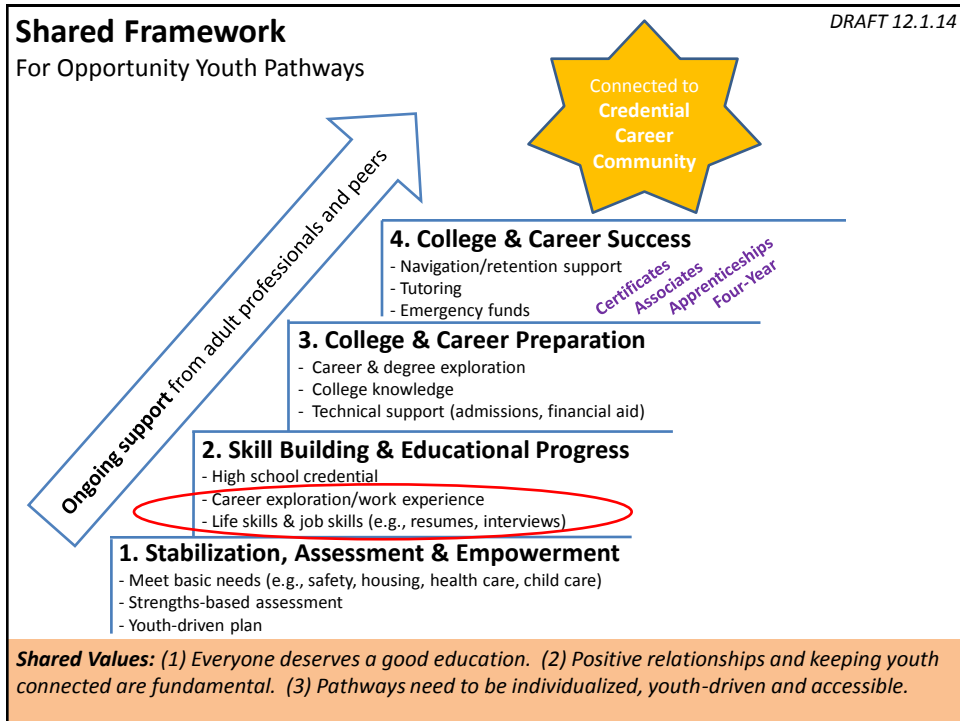 Shared Framework
DRAFT 12.1.14
For Opportunity Youth Pathways
Connected to
Credential
Career
Community
Ongoing support from adult professionals and peers
4. College & Career Success
- Navigation/retention support
- Tutoring
- Emergency funds
Certificates
Associates
Apprenticeships
Four-Year
3. College & Career Preparation
- Career & degree exploration
- College knowledge
- Technical support (admissions, financial aid)
2. Skill Building & Educational Progress
- High school credential
- Career exploration/work experience
- Life skills & job skills (e.g., resumes, interviews)
1. Stabilization, Assessment & Empowerment
- Meet basic needs (e.g., safety, housing, health care, child care)
- Strengths-based assessment
- Youth-driven plan
Shared Values: (1) Everyone deserves a good education. (2) Positive relationships and keeping youth
connected are fundamental. (3) Pathways need to be individualized, youth-driven and accessible.